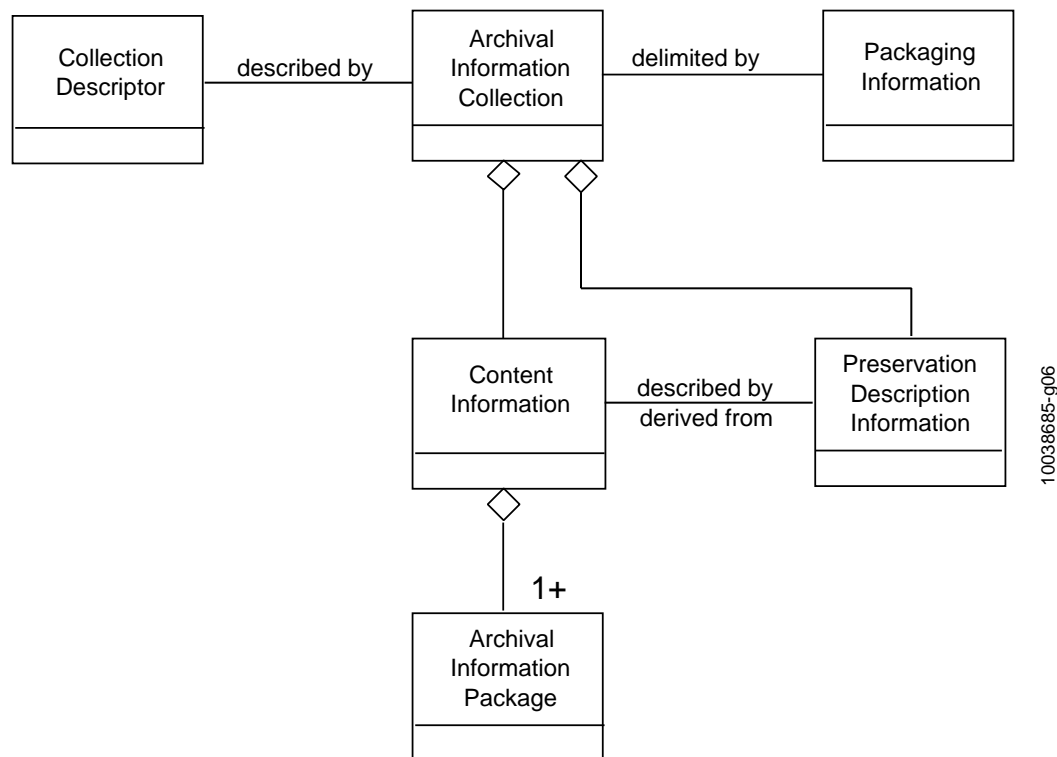 Collection
Descriptor
described by
Archival
Information
Collection
delimited by
Packaging
Information
Content
Information
described by
derived from
Preservation
Description
Information
10038685-g06
1+
Archival
Information
Package